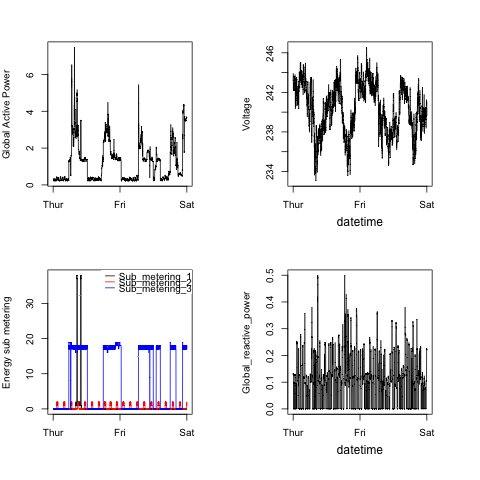 Global Active Power
0 2 4 6
Thur Fri Sat
Voltage
234 238 242 246
Thur Fri Sat
datetime
Energy sub metering
0 10 20 30
Sub_metering_1
Sub_metering_2
Sub_metering_3
Thur Fri Sat
Global_reactive_power
0.0 0.1 0.2 0.3 0.4 0.5
Thur Fri Sat
datetime